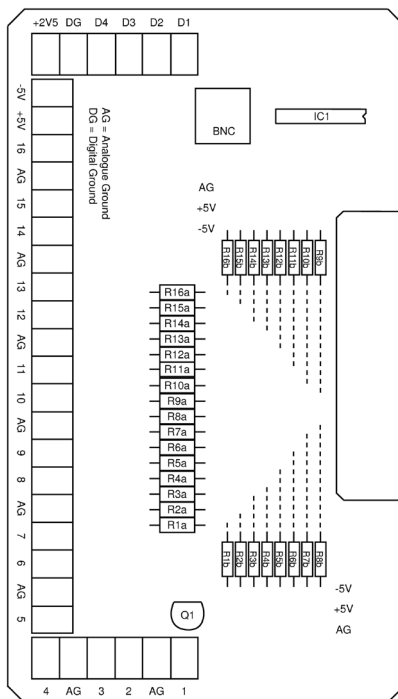 +2V5 DG D4 D3 D2 D1
-5V
+5V
16
AG
15
14
AG
13
12
AG
11
10
AG
9
8
AG
7
6
AG
5
AG = Analogue Ground
DG = Digital Ground
BNC
IC1
AG
+5V
-5V
R16b R15b R14b R13b R12b R11b R10b R9b
R16a
R15a
R14a
R13a
R12a
R11a
R10a
R9a
R8a
R7a
R6a
R5a
R4a
R3a
R2a
R1a
R1b R2b R3b R4b R5b R6b R7b R8b
-5V
+5V
AG
Q1
4 AG 3 2 AG 1